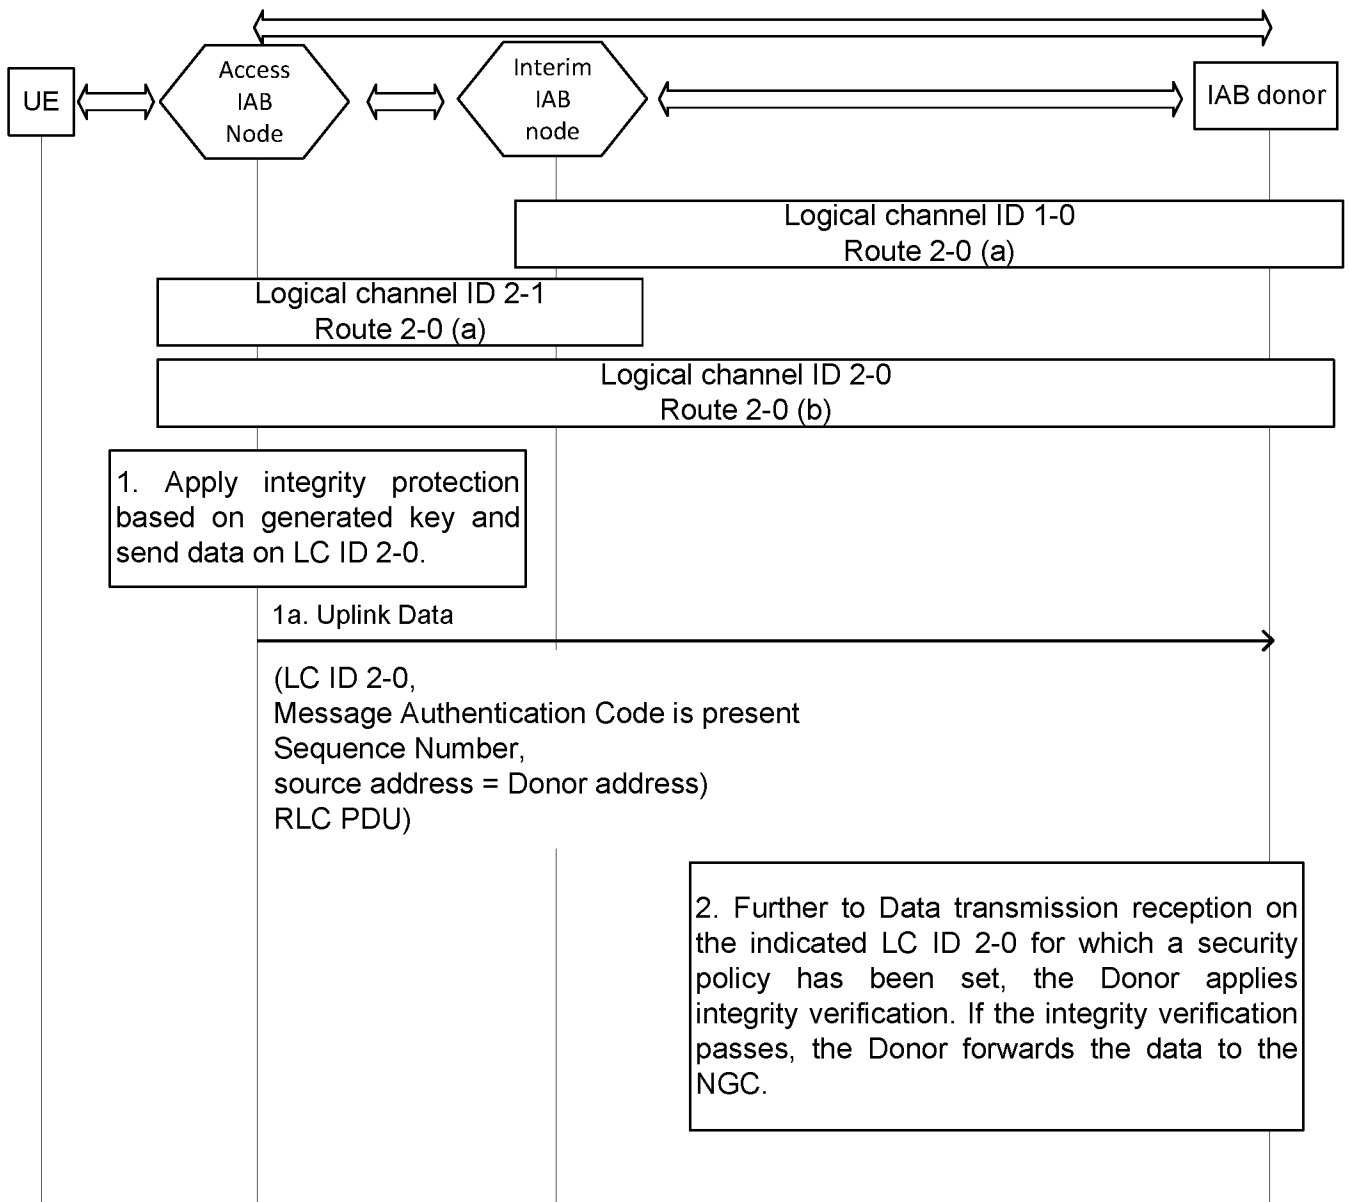 UE
Access
IAB
Node
Interim
IAB
node
IAB donor
Logical channel ID 1-0
Route 2-0 (a)
Logical channel ID 2-1
Route 2-0 (a)
Logical channel ID 2-0
Route 2-0 (b)
1. Apply integrity protection
based on generated key and
send data on LC ID 2-0.
1a. Uplink Data
(LC ID 2-0,
Message Authentication Code is present
Sequence Number,
source address = Donor address)
RLC PDU)
2. Further to Data transmission reception on
the indicated LC ID 2-0 for which a security
policy has been set, the Donor applies
integrity verification. If the integrity verification
passes, the Donor forwards the data to the
NGC.